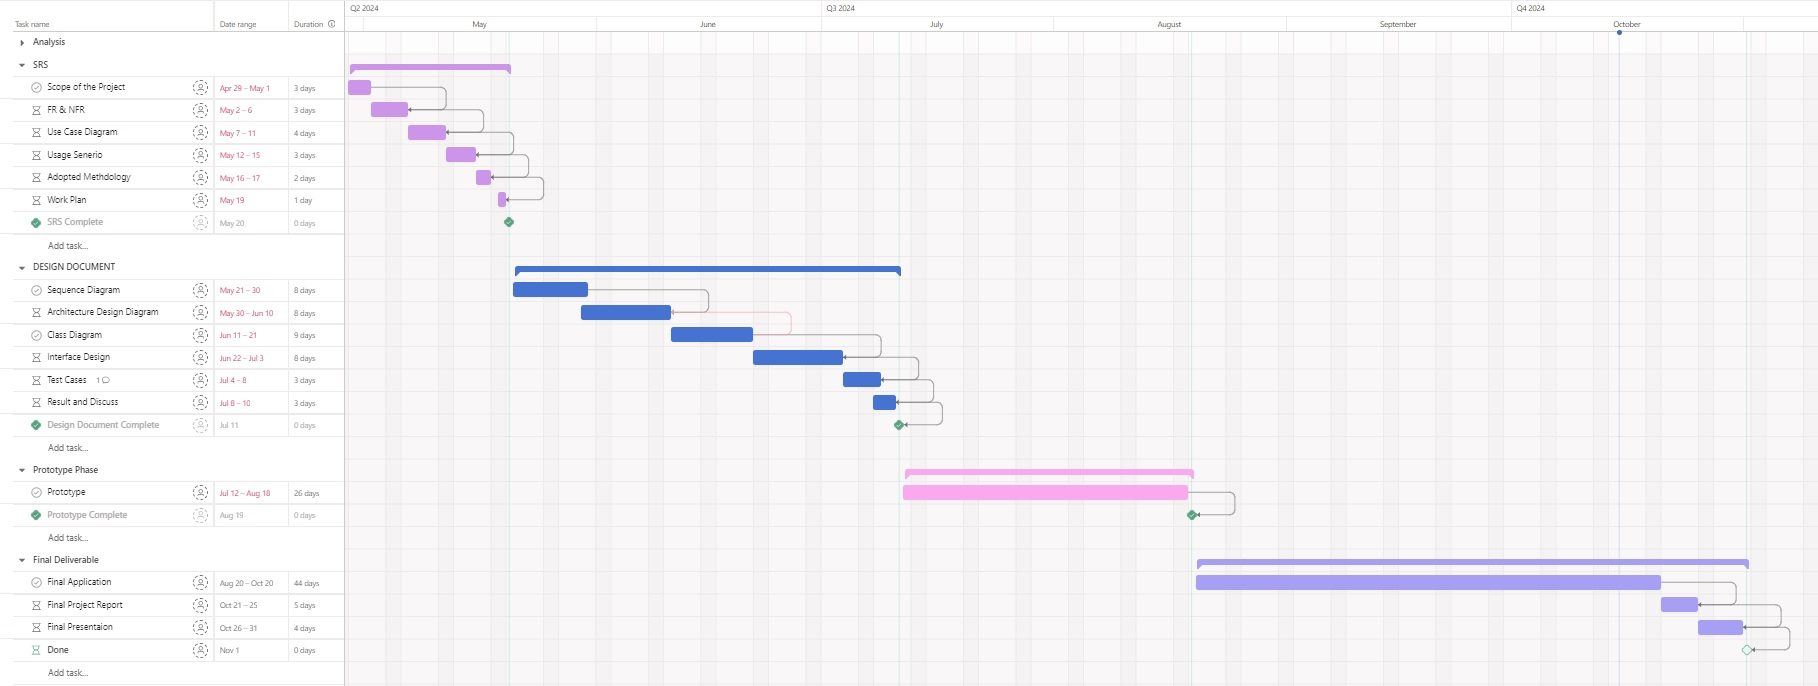 Q2 2024 Q3 2024 Q4 2024
Task name Date range Duration May June July August September October
Analysis
SRS
Scope of the Project Apr 29 – May 1 3 days
FR & NFR May 2 – 6 3 days
Use Case Diagram May 7 – 11 4 days
Usage Senerio May 12 – 15 3 days
Adopted Methdology May 16 – 17 2 days
Work Plan May 19 1 day
SRS Complete May 20 0 days
Add task...
DESIGN DOCUMENT
Sequence Diagram May 21 – 30 8 days
Architecture Design Diagram May 30 – Jun 10 8 days
Class Diagram Jun 11 – 21 9 days
Interface Design Jun 22 – Jul 3 8 days
Test Cases 1 Jul 4 – 8 3 days
Result and Discuss Jul 8 – 10 3 days
Design Document Complete Jul 11 0 days
Add task...
Prototype Phase
Prototype Jul 12 – Aug 18 26 days
Prototype Complete Aug 19 0 days
Add task...
Final Deliverable
Final Application Aug 20 – Oct 20 44 days
Final Project Report Oct 21 – 25 5 days
Final Presentaion Oct 26 – 31 4 days
Done Nov 1 0 days
Add task...